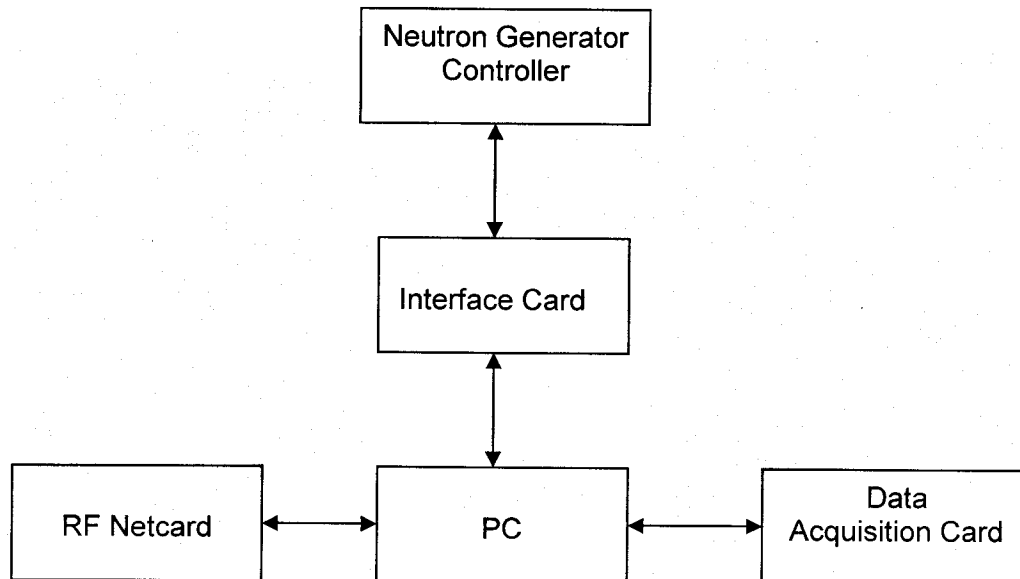 Neutron Generator
Controller
Interface Card
RF Netcard
PC
Data
Acquisition Card